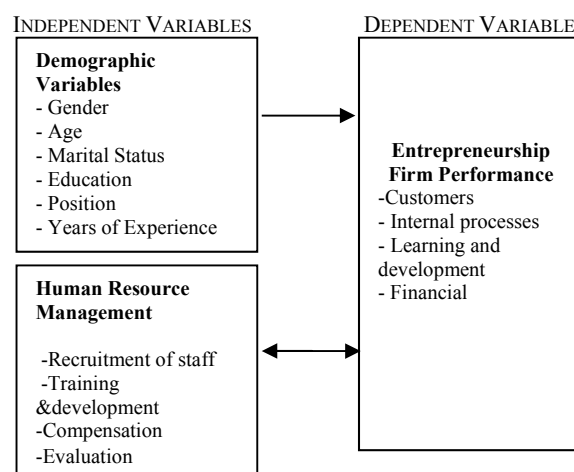 INDEPENDENT VARIABLES
Demographic
Variables
- Gender
- Age
- Marital Status
- Education
- Position
- Years of Experience
Human Resource
Management
-Recruitment of staff
-Training
&development
-Compensation
-Evaluation
DEPENDENT VARIABLE
Entrepreneurship
Firm Performance
-Customers
- Internal processes
- Learning and
development
- Financial